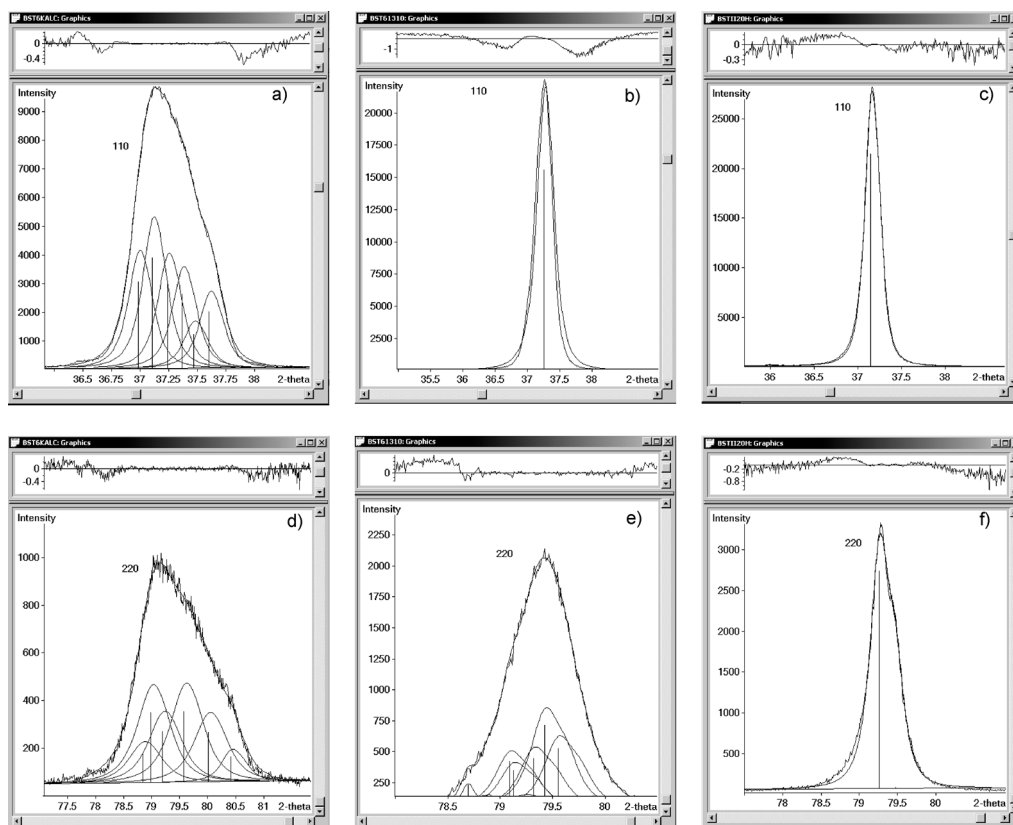 BST6KALC: Graphics
0
-0.4
Intensity
a)
9000
110
8000
7000
6000
5000
4000
3000
2000
1000
36.5 36.75 37 37.25 37.5 37.75 38 2-theta
BST61310: Graphics
-1
Intensity
b)
20000
110
17500
15000
12500
10000
7500
5000
2500
35.5 36 36.5 37 37.5 38 2-theta
BSTII20H: Graphics
0
-0.3
Intensity
c)
25000
110
20000
15000
10000
5000
36 36.5 37 37.5 38 2-theta
BST6KALC: Graphics
0
-0.4
Intensity
d)
1000
220
800
600
400
200
77.5 78 78.5 79 79.5 80 80.5 81 2-theta
BST61310: Graphics
0
Intensity
e)
2250
220
2000
1750
1500
1250
1000
750
500
250
78.5 79 79.5 80 2-theta
BSTII20H: Graphics
-0.2
-0.8
Intensity
f)
220
3000
2500
2000
1500
1000
500
78 78.5 79 79.5 80 2-theta